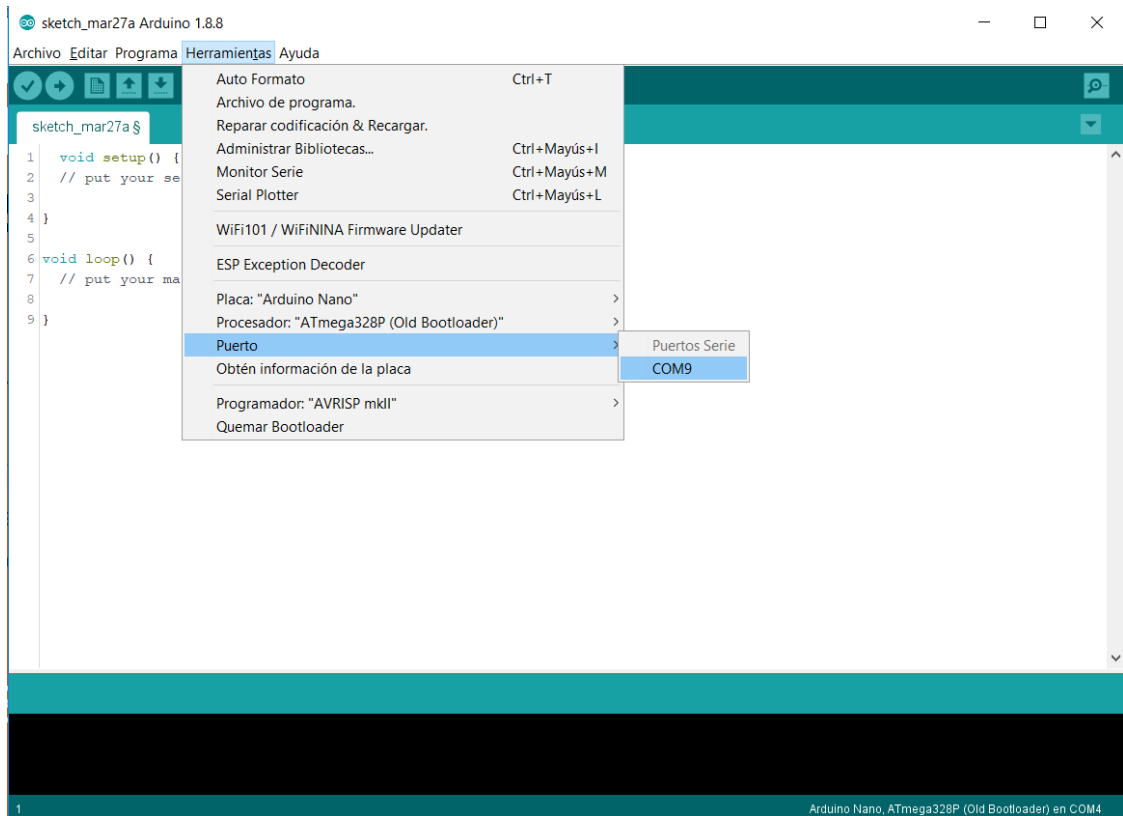 sketch_mar27a Arduino 1.8.8
Archivo Editar Programa Herramientas Ayuda
sketch_mar27a §
1 void setup() {
2 // put your se
3
4 }
5
6 void loop() {
7 // put your ma
8
9 }
Auto Formato Ctrl+T
Archivo de programa.
Reparar codificación & Recargar.
Administrar Bibliotecas... Ctrl+Mayús+I
Monitor Serie Ctrl+Mayús+M
Serial Plotter Ctrl+Mayús+L
WiFi101 / WiFiNINA Firmware Updater
ESP Exception Decoder
Placa: "Arduino Nano"
Procesador: "ATmega328P (Old Bootloader)"
Puerto
Obtén información de la placa
Programador: "AVRISP mkII"
Quemar Bootloader
Puertos Serie
COM9
1 Arduino Nano, ATmega328P (Old Bootloader) en COM4